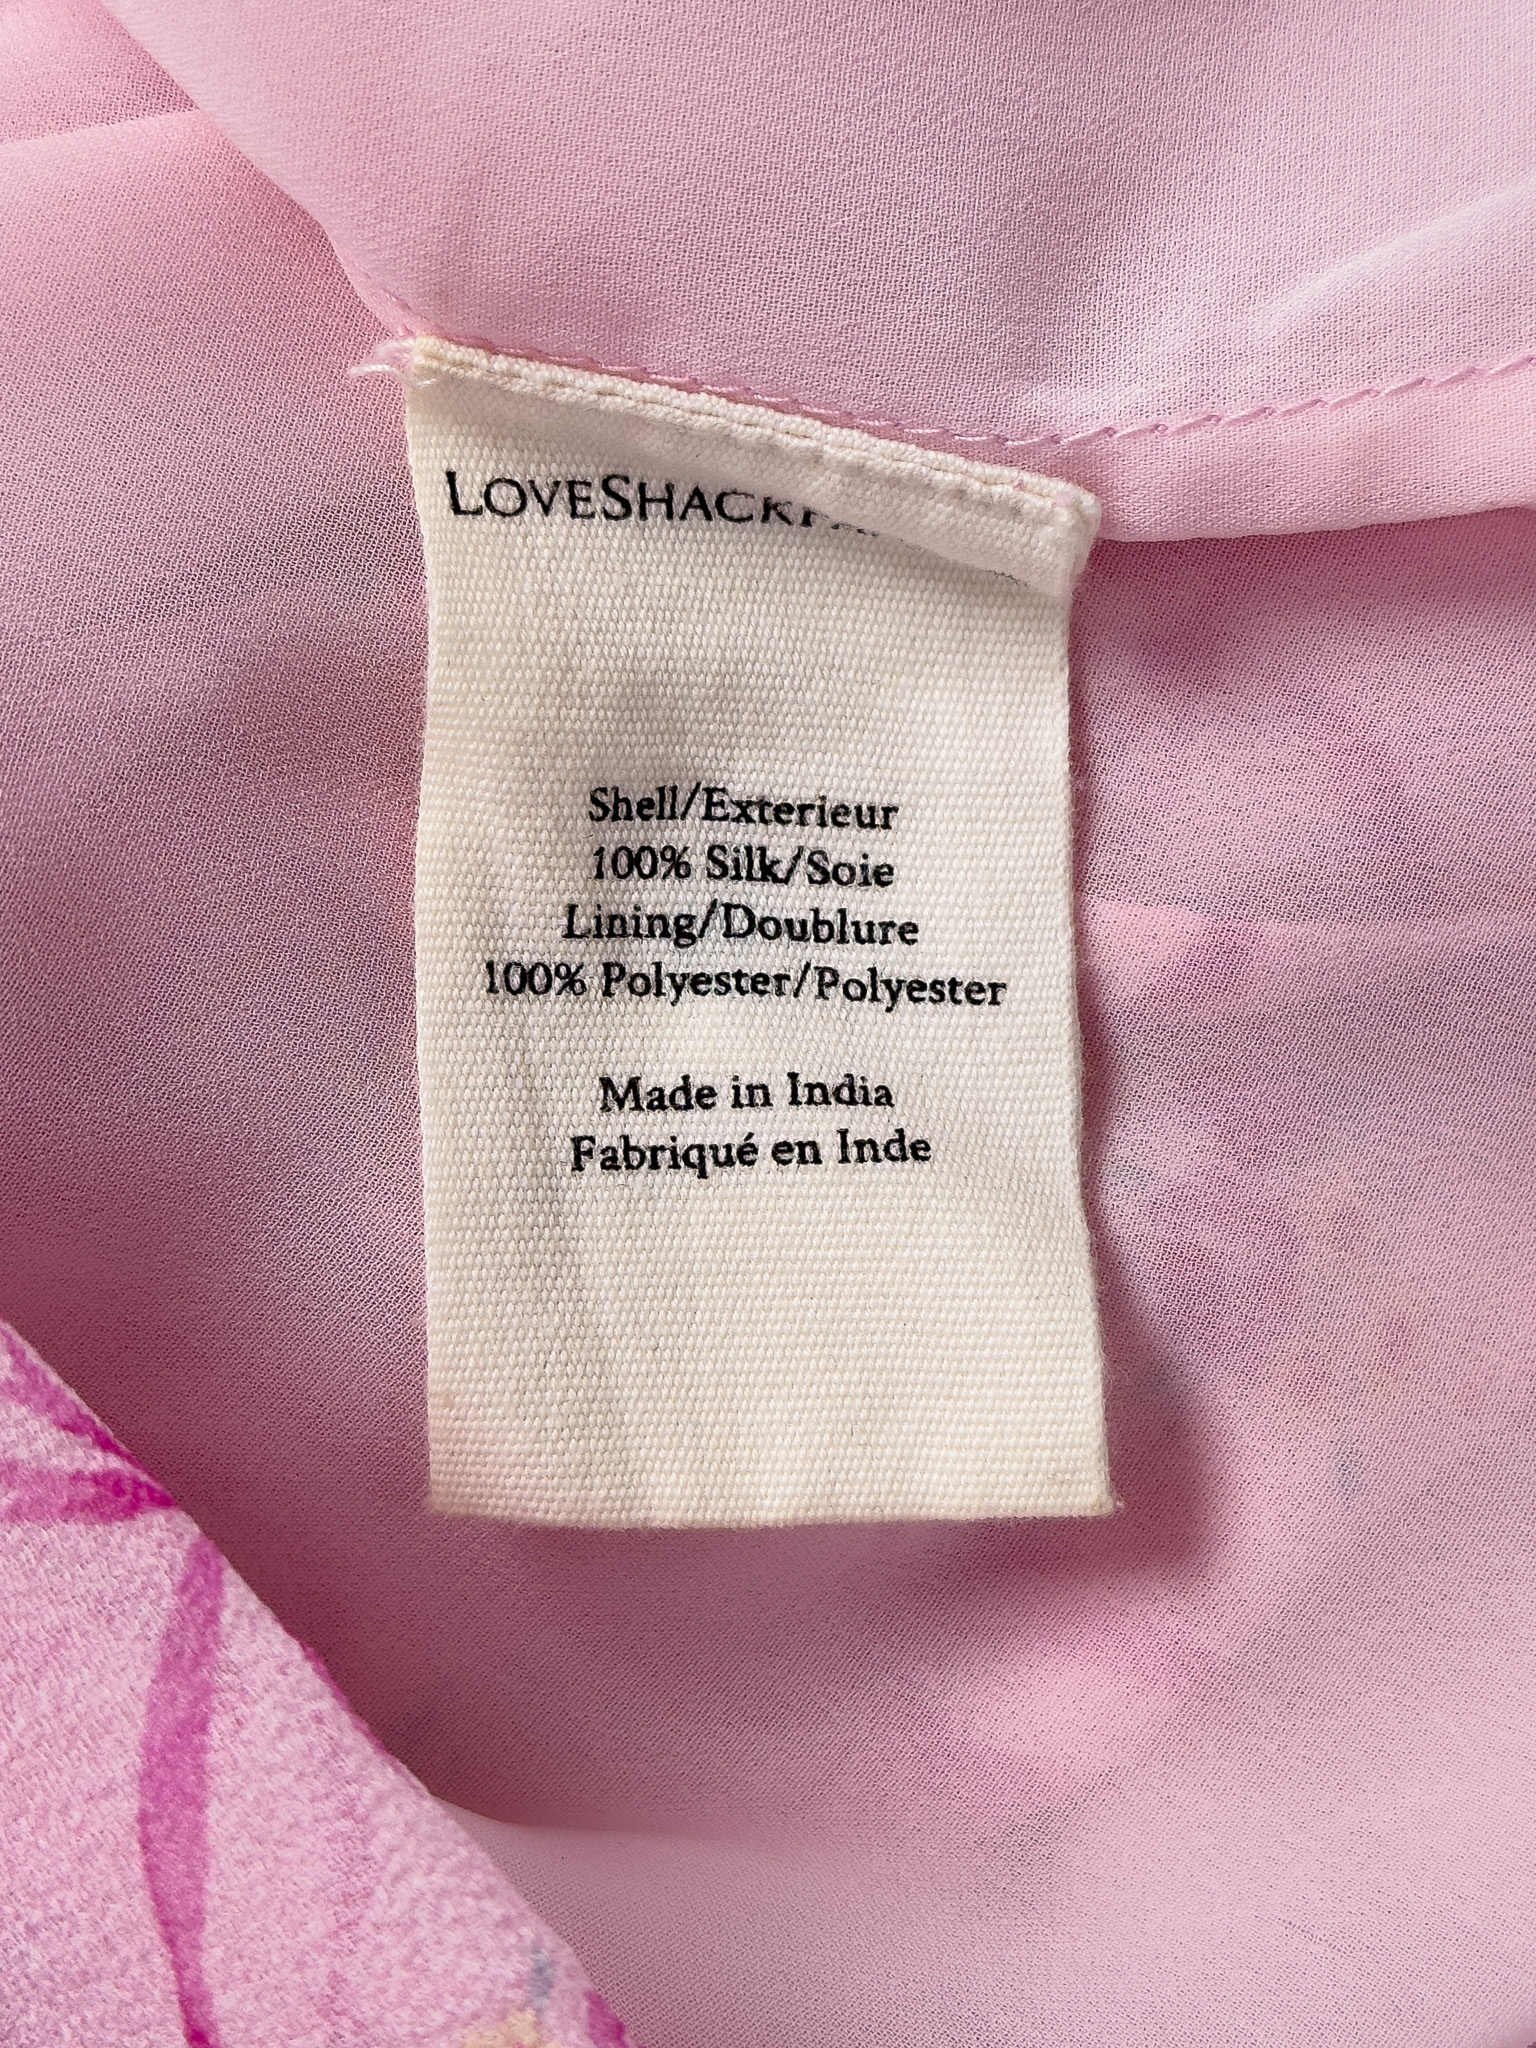 LOVESHACK
Shell/Exterieur
100% Silk/Soie
Lining/Doublure
100% Polyester/Polyester
Made in India
Fabriqué en Inde